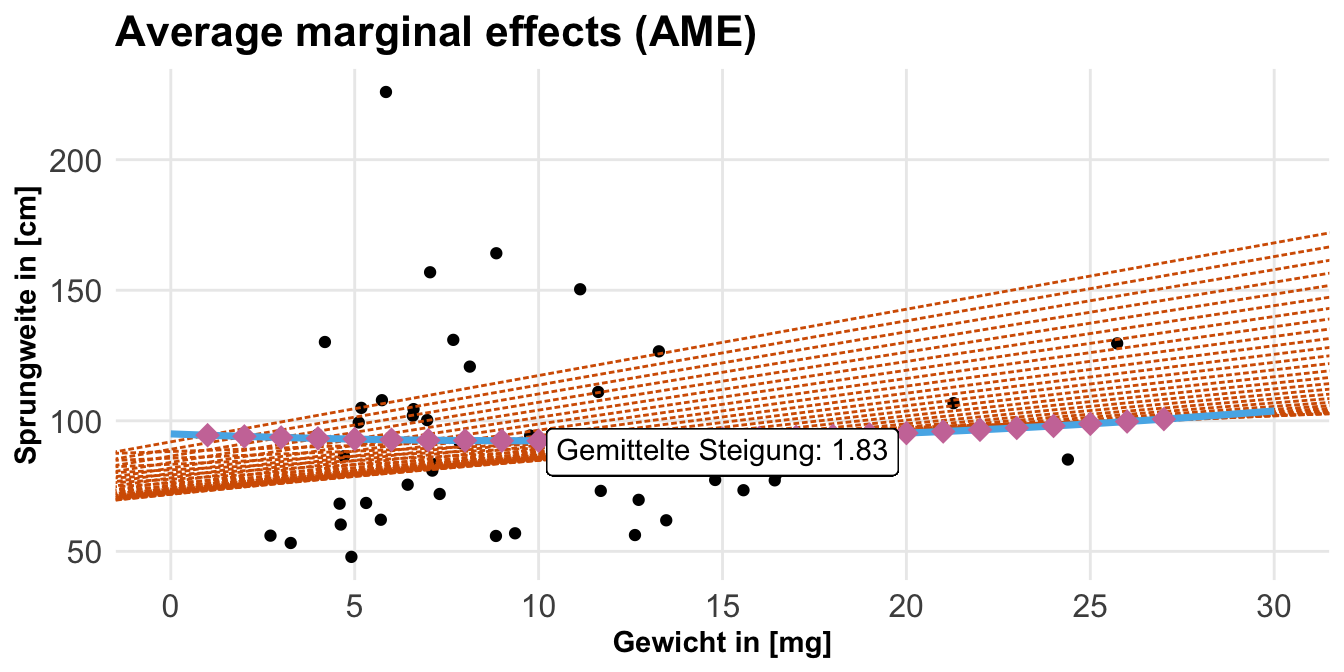 Average marginal effects (AME)
Sprungweite in [cm]
200
150
100
50
Gemittelte Steigung: 1.83
0 5 10 15 20 25 30
Gewicht in [mg]